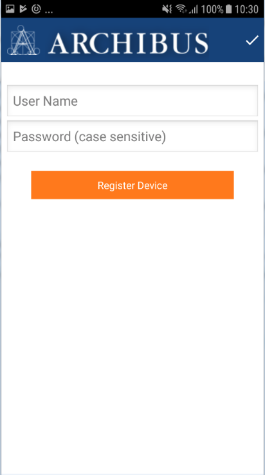 ... 100% 10:30
ARCHIBUS
User Name
Password (case sensitive)
Register Device